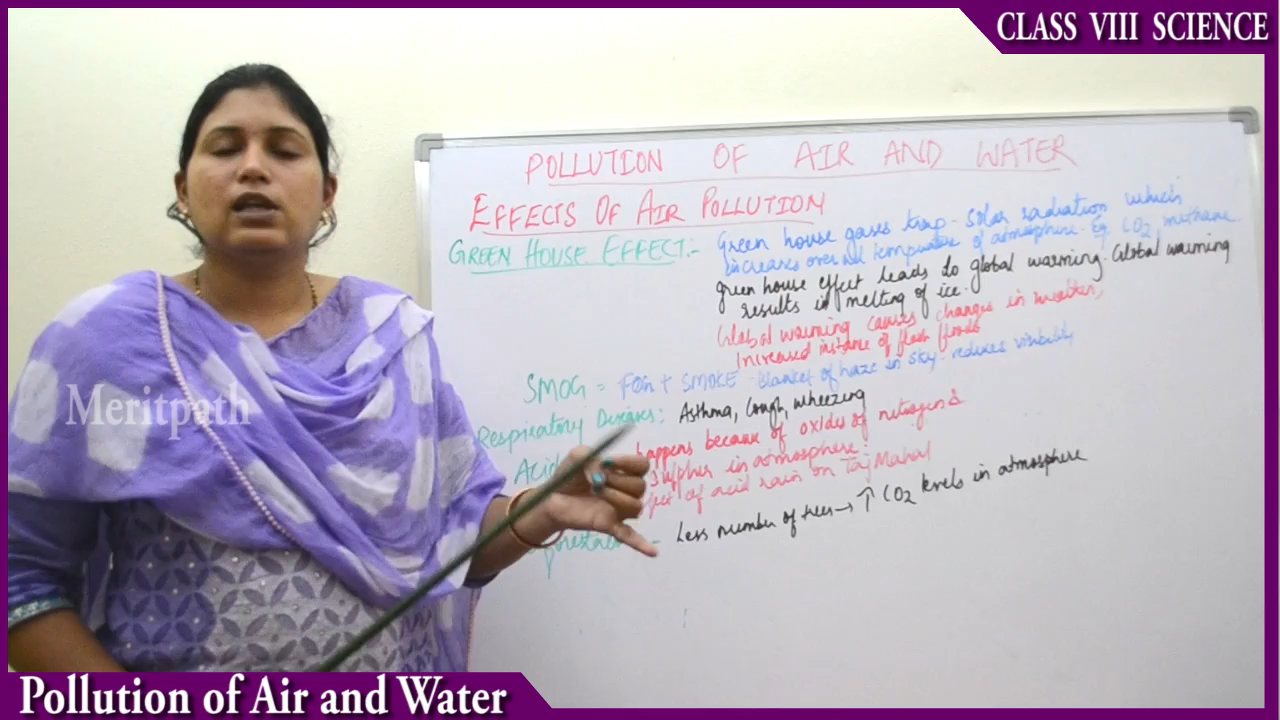 CLASS VIII SCIENCE
POLLUTION OF AIR AND WATER
EFFECTS OF AIR POLLUTION
GREEN HOUSE EFFECT:- Green house gases trap solar radiation which
increases over all temperature of atmosphere. Eg CO2, methane.
green house effect leads to global warming. Global warming
results in melting of ice.
Global warming causes changes in weather,
Increased instance of flash floods
SMOG = FOG + SMOKE - Blanket of haze in sky - reduces visibility
Respiratory Diseases: Asthma, Cough, wheezing
Acid happens because of oxides of nitrogen &
sulpher in atmosphere.
of acid rain on Taj Mahal
Less number of trees → ↑ CO2 levels in atmosphere
Meritpath
Pollution of Air and Water